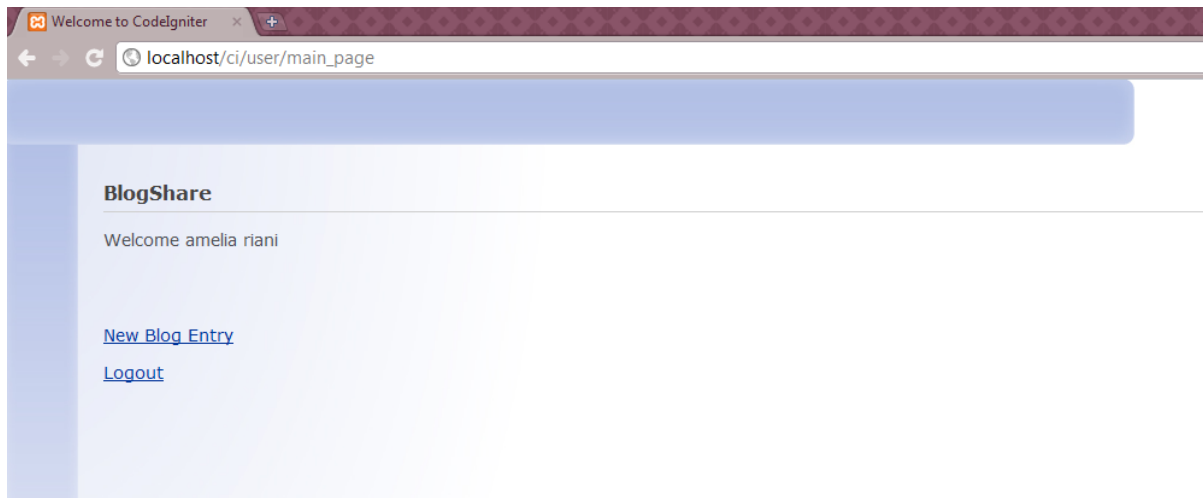 Welcome to CodeIgniter
localhost/ci/user/main_page
BlogShare
Welcome amelia riani
New Blog Entry
Logout